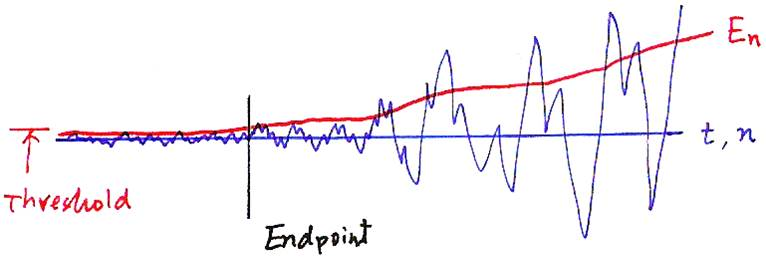 En
t, n
Threshold
Endpoint